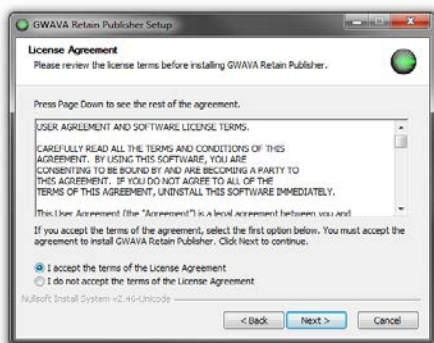 GWAVA Retain Publisher Setup
License Agreement
Please review the license terms before installing GWAVA Retain Publisher.
Press Page Down to see the rest of the agreement.
USER AGREEMENT AND SOFTWARE LICENSE TERMS.
CAREFULLY READ ALL THE TERMS AND CONDITIONS OF THIS
AGREEMENT. BY USING THIS SOFTWARE, YOU ARE
CONSENTING TO BE BOUND BY AND ARE BECOMING A PARTY TO
THIS AGREEMENT. IF YOU DO NOT AGREE TO ALL OF THE
TERMS OF THIS AGREEMENT, UNINSTALL THIS SOFTWARE IMMEDIATELY.
This User Agreement (the "Agreement") is a legal agreement between you and
If you accept the terms of the agreement, select the first option below. You must accept the
agreement to install GWAVA Retain Publisher. Click Next to continue.
I accept the terms of the License Agreement
I do not accept the terms of the License Agreement
Nullsoft Install System v2.46-Unicode
< Back
Next >
Cancel